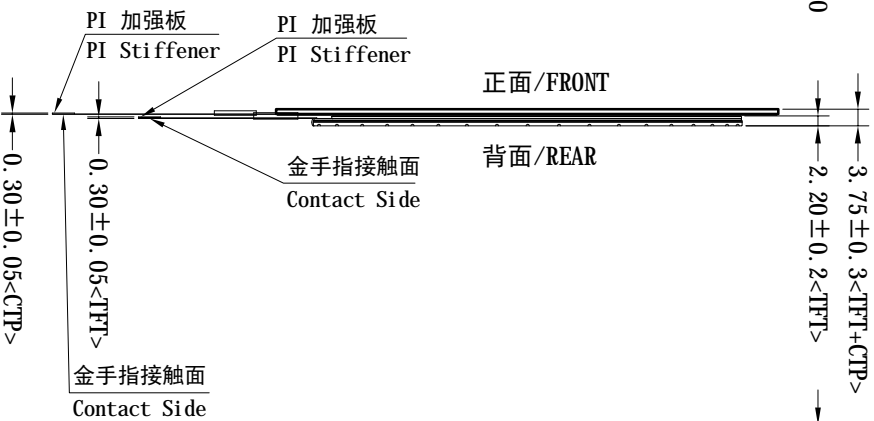 PI 加强板
PI Stiffener
PI 加强板
PI Stiffener
正面/FRONT
背面/REAR
金手指接触面
Contact Side
金手指接触面
Contact Side
0.30±0.05<CTP>
0.30±0.05<TFT>
2.20±0.2<TFT>
3.75±0.3<TFT+CTP>
0